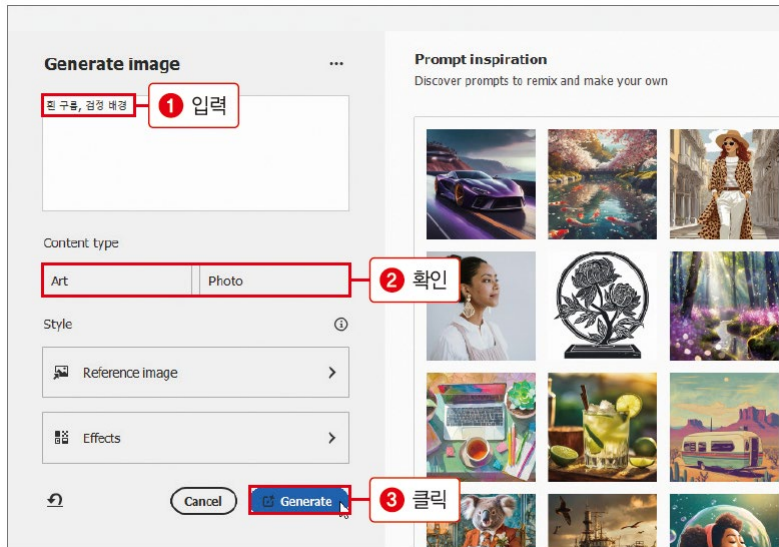 Generate image
...
흰 구름, 검정 배경
1 입력
Content type
Art
Photo
2 확인
Style
Reference image
Effects
Cancel
Generate
3 클릭
Prompt inspiration
Discover prompts to remix and make your own